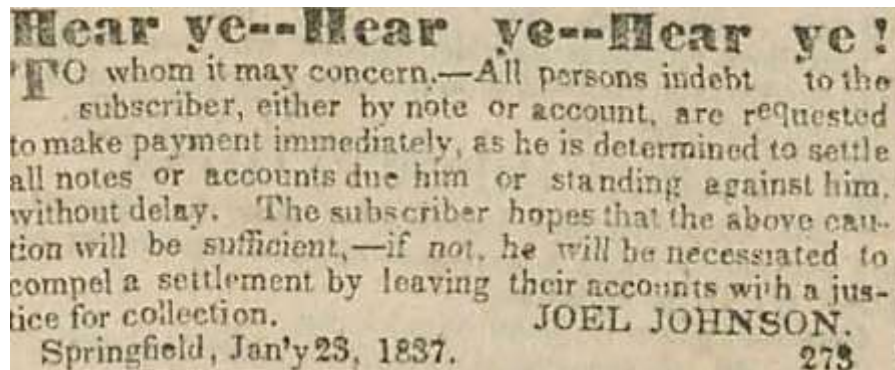 Hear ye--Hear ye--Hear ye!
TO whom it may concern.—All persons indebt to the
subscriber, either by note or account, are requested
to make payment immediately, as he is determined to settle
all notes or accounts due him or standing against him,
without delay. The subscriber hopes that the above cau-
tion will be sufficient,—if not, he will be necessiated to
compel a settlement by leaving their accounts with a jus-
tice for collection. JOEL JOHNSON.
Springfield, Jan'y 23, 1837. 273